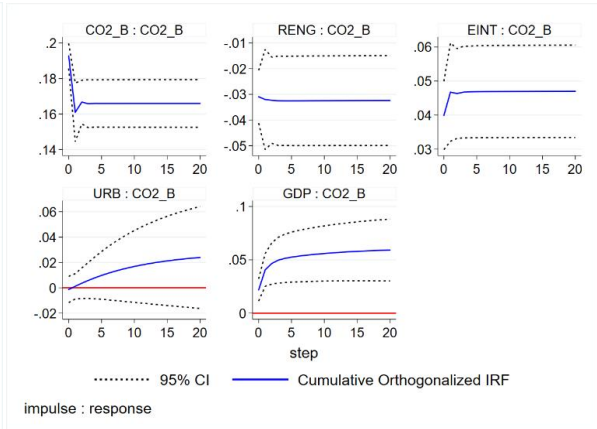 CO2_B : CO2_B
RENG : CO2_B
EINT : CO2_B
.2
.18
.16
.14
0 5 10 15 20
-.01
-.02
-.03
-.04
-.05
0 5 10 15 20
.06
.05
.04
.03
0 5 10 15 20
URB : CO2_B
GDP : CO2_B
.06
.04
.02
0
-.02
0 5 10 15 20
.1
.05
0
0 5 10 15 20
step
95% CI
Cumulative Orthogonalized IRF
impulse : response